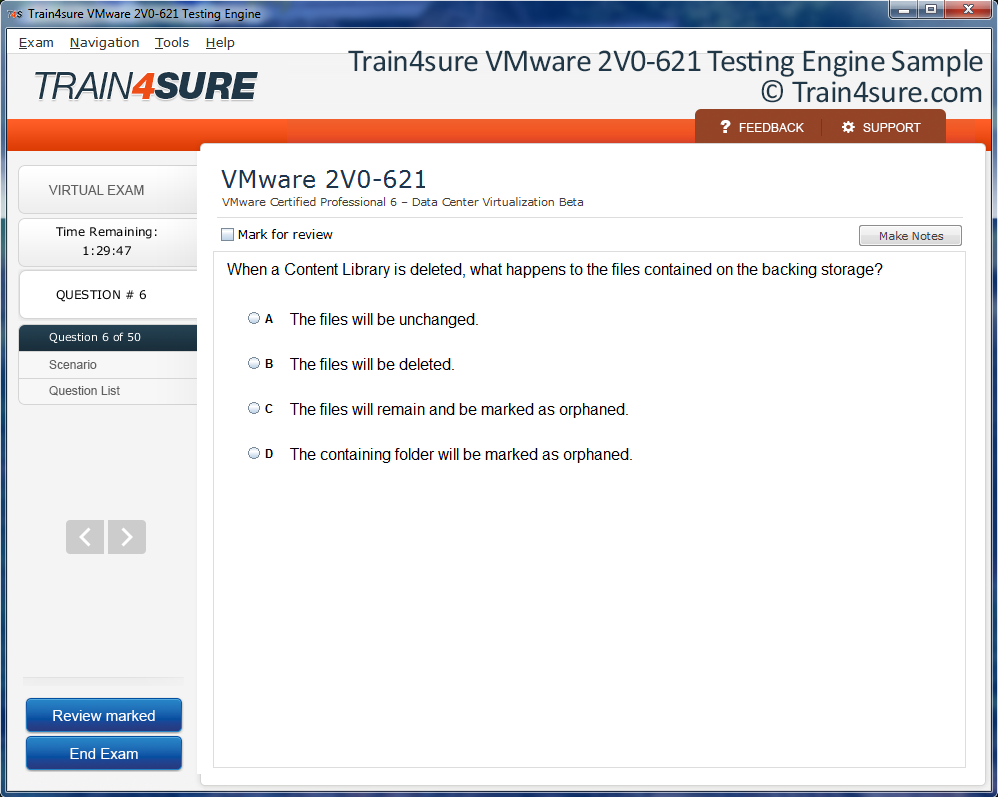 Train4sure VMware 2V0-621 Testing Engine
Exam Navigation Tools Help
Train4sure VMware 2V0-621 Testing Engine Sample
© Train4sure.com
TRAIN4SURE
? FEEDBACK SUPPORT
VIRTUAL EXAM
Time Remaining:
1:29:47
QUESTION # 6
Question 6 of 50
Scenario
Question List
Review marked
End Exam
VMware 2V0-621
VMware Certified Professional 6 – Data Center Virtualization Beta
Mark for review
Make Notes
When a Content Library is deleted, what happens to the files contained on the backing storage?
A The files will be unchanged.
B The files will be deleted.
C The files will remain and be marked as orphaned.
D The containing folder will be marked as orphaned.